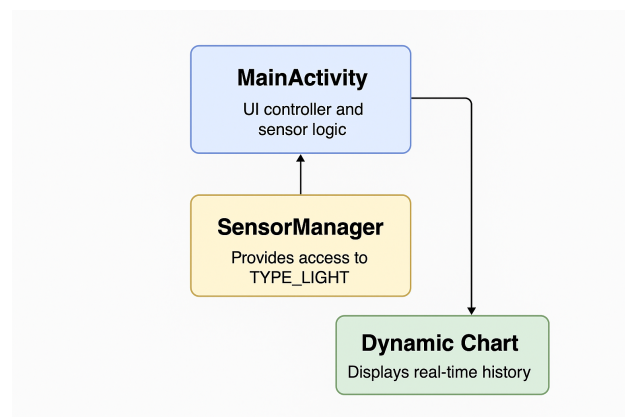 MainActivity
UI controller and
sensor logic
SensorManager
Provides access to
TYPE_LIGHT
Dynamic Chart
Displays real-time history